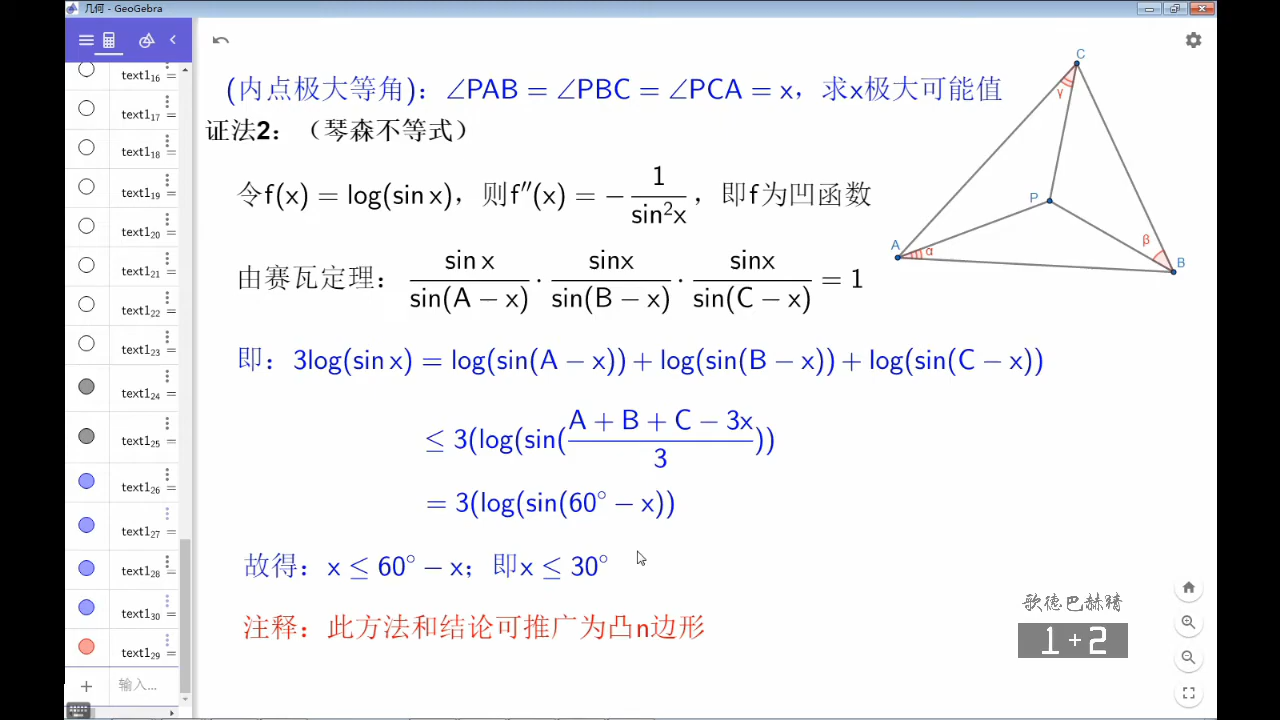 几何 - GeoGebra
text1₁₆ =
text1₁₇ =
text1₁₈ =
text1₁₉ =
text1₂₀ =
text1₂₁ =
text1₂₂ =
text1₂₃ =
text1₂₄ =
text1₂₅ =
text1₂₆ =
text1₂₇ =
text1₂₈ =
text1₃₀ =
text1₂₉ =
输入...
(内点极大等角)：∠PAB = ∠PBC = ∠PCA = x，求x极大可能值
证法2：（琴森不等式）
令f(x) = log(sin x)，则f″(x) = − 1/sin²x，即f为凹函数
由赛瓦定理： sin x/sin(A − x) · sinx/sin(B − x) · sinx/sin(C − x) = 1
即：3log(sin x) = log(sin(A − x)) + log(sin(B − x)) + log(sin(C − x))
≤ 3(log(sin((A + B + C − 3x)/3))
= 3(log(sin(60° − x))
故得：x ≤ 60° − x；即x ≤ 30°
注释：此方法和结论可推广为凸n边形
C
γ
P
A
α
β
B
歌德巴赫猜
1+2